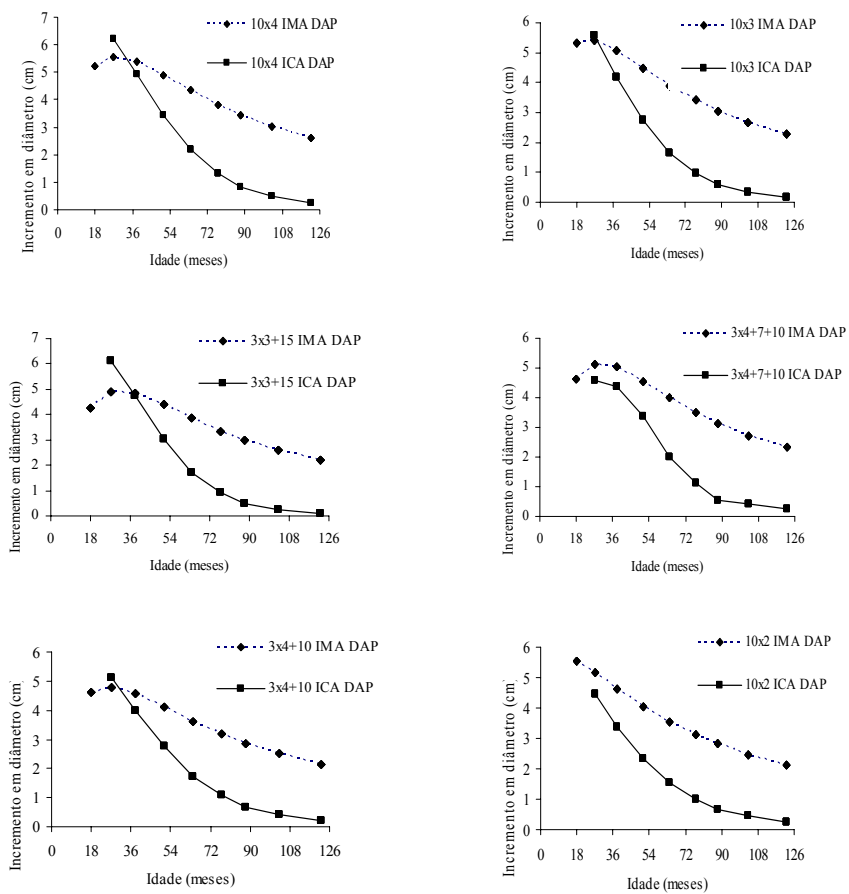 10x4 IMA DAP
10x4 ICA DAP
Incremento em diâmetro (cm)
7
6
5
4
3
2
1
0
0 18 36 54 72 90 108 126
Idade (meses)
10x3 IMA DAP
10x3 ICA DAP
Incremento em diâmetro (cm)
6
5
4
3
2
1
0
0 18 36 54 72 90 108 126
Idade (meses)
3x3+15 IMA DAP
3x3+15 ICA DAP
Incremento em diâmetro (cm)
7
6
5
4
3
2
1
0
0 18 36 54 72 90 108 126
Idade (meses)
3x4+7+10 IMA DAP
3x4+7+10 ICA DAP
Incremento em diâmetro (cm)
6
5
4
3
2
1
0
0 18 36 54 72 90 108 126
Idade (meses)
3x4+10 IMA DAP
3x4+10 ICA DAP
Incremento em diâmetro (cm)
6
5
4
3
2
1
0
0 18 36 54 72 90 108 126
Idade (meses)
10x2 IMA DAP
10x2 ICA DAP
Incremento em diâmetro (cm)
6
5
4
3
2
1
0
0 18 36 54 72 90 108 126
Idade (meses)